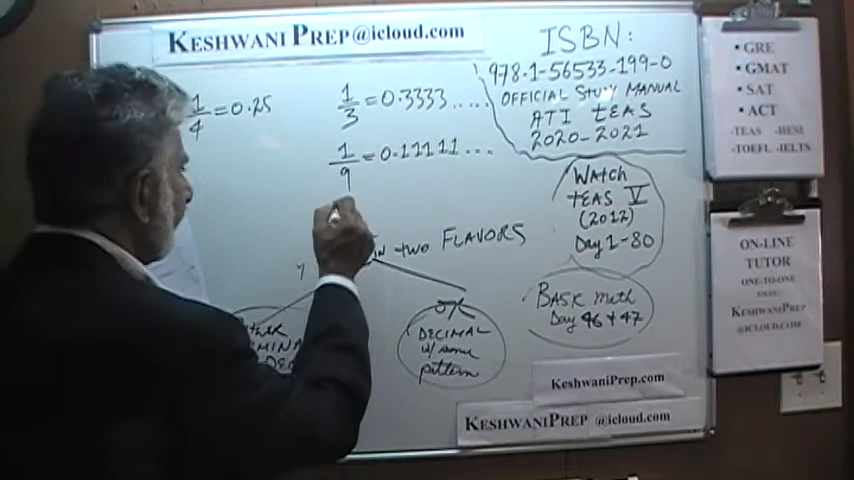 KESHWANI PREP@icloud.com
1/4 = 0.25
1/3 = 0.3333.....
1/9 = 0.11111...
ISBN:
978-1-56533-199-0
OFFICIAL STUDY MANUAL
ATI TEAS
2020-2021
WATCH
TEAS V
(2012)
Day 1-80
IN TWO FLAVORS
OR
DECIMAL
w/ some
pattern
BASIC Math
Day 46 & 47
KESHWANIPREP.com
KESHWANIPREP @icloud.com
• GRE
• GMAT
• SAT
• ACT
-TEAS -HESI
-TOEFL -IELTS
ON-LINE
TUTOR
ONE-TO-ONE
EMAIL:
KESHWANIPREP
@ICLOUD.COM